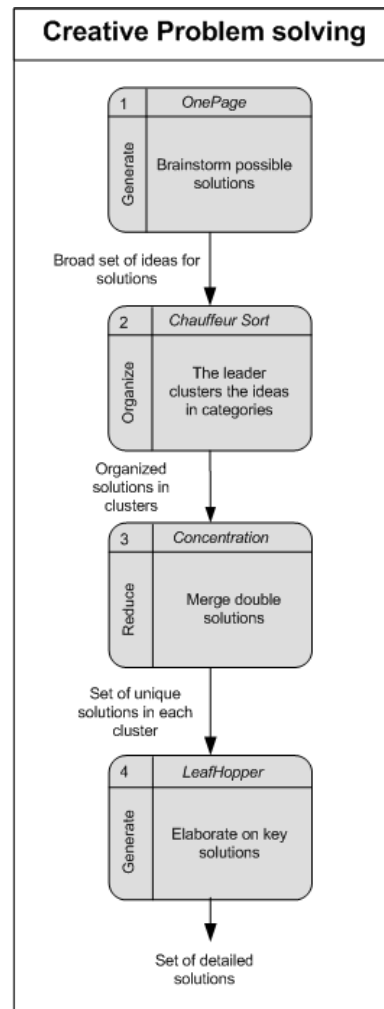 Creative Problem solving
1
OnePage
Generate
Brainstorm possible
solutions
Broad set of ideas for
solutions
2
Chauffeur Sort
Organize
The leader
clusters the ideas
in categories
Organized
solutions in
clusters
3
Concentration
Reduce
Merge double
solutions
Set of unique
solutions in each
cluster
4
LeafHopper
Generate
Elaborate on key
solutions
Set of detailed
solutions